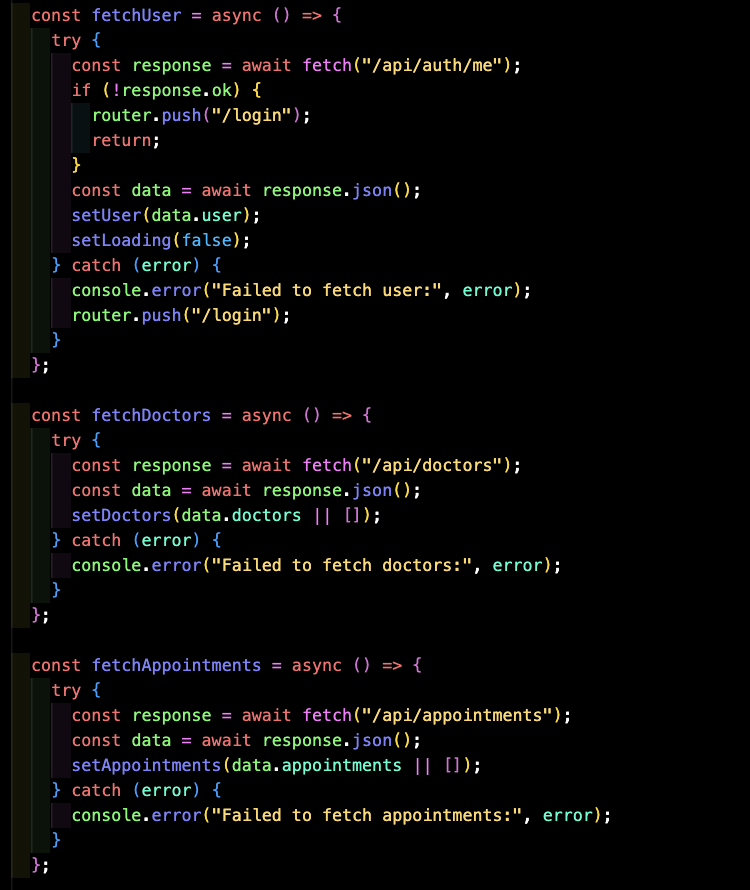 const fetchUser = async () => {
try {
const response = await fetch("/api/auth/me");
if (!response.ok) {
router.push("/login");
return;
}
const data = await response.json();
setUser(data.user);
setLoading(false);
} catch (error) {
console.error("Failed to fetch user:", error);
router.push("/login");
}
};
const fetchDoctors = async () => {
try {
const response = await fetch("/api/doctors");
const data = await response.json();
setDoctors(data.doctors || []);
} catch (error) {
console.error("Failed to fetch doctors:", error);
}
};
const fetchAppointments = async () => {
try {
const response = await fetch("/api/appointments");
const data = await response.json();
setAppointments(data.appointments || []);
} catch (error) {
console.error("Failed to fetch appointments:", error);
}
};